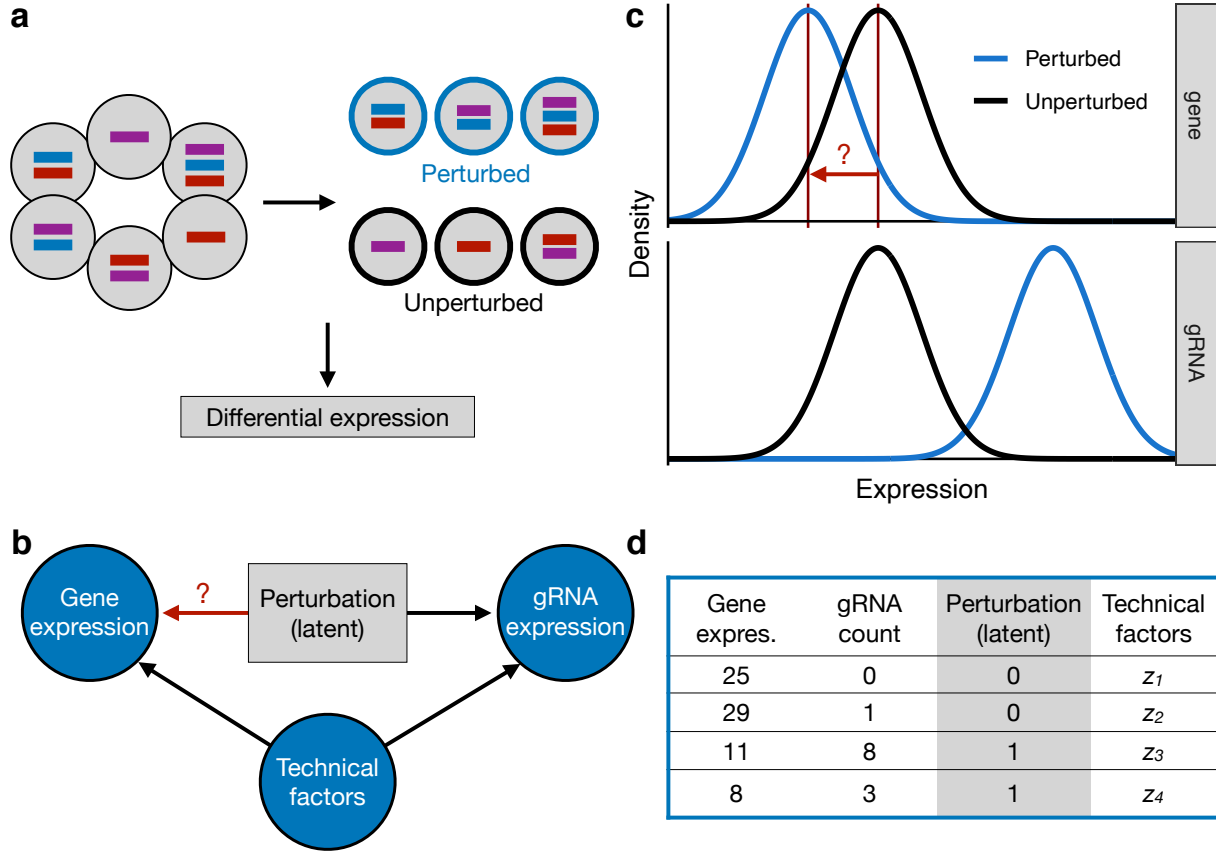 a
Perturbed
Unperturbed
Differential expression
b
Gene
expression
?
Perturbation
(latent)
gRNA
expression
Technical
factors
c
Perturbed
Unperturbed
?
gene
Density
gRNA
Expression
d
Gene
expres.
gRNA
count
Perturbation
(latent)
Technical
factors
25 0 0 z1
29 1 0 z2
11 8 1 z3
8 3 1 z4